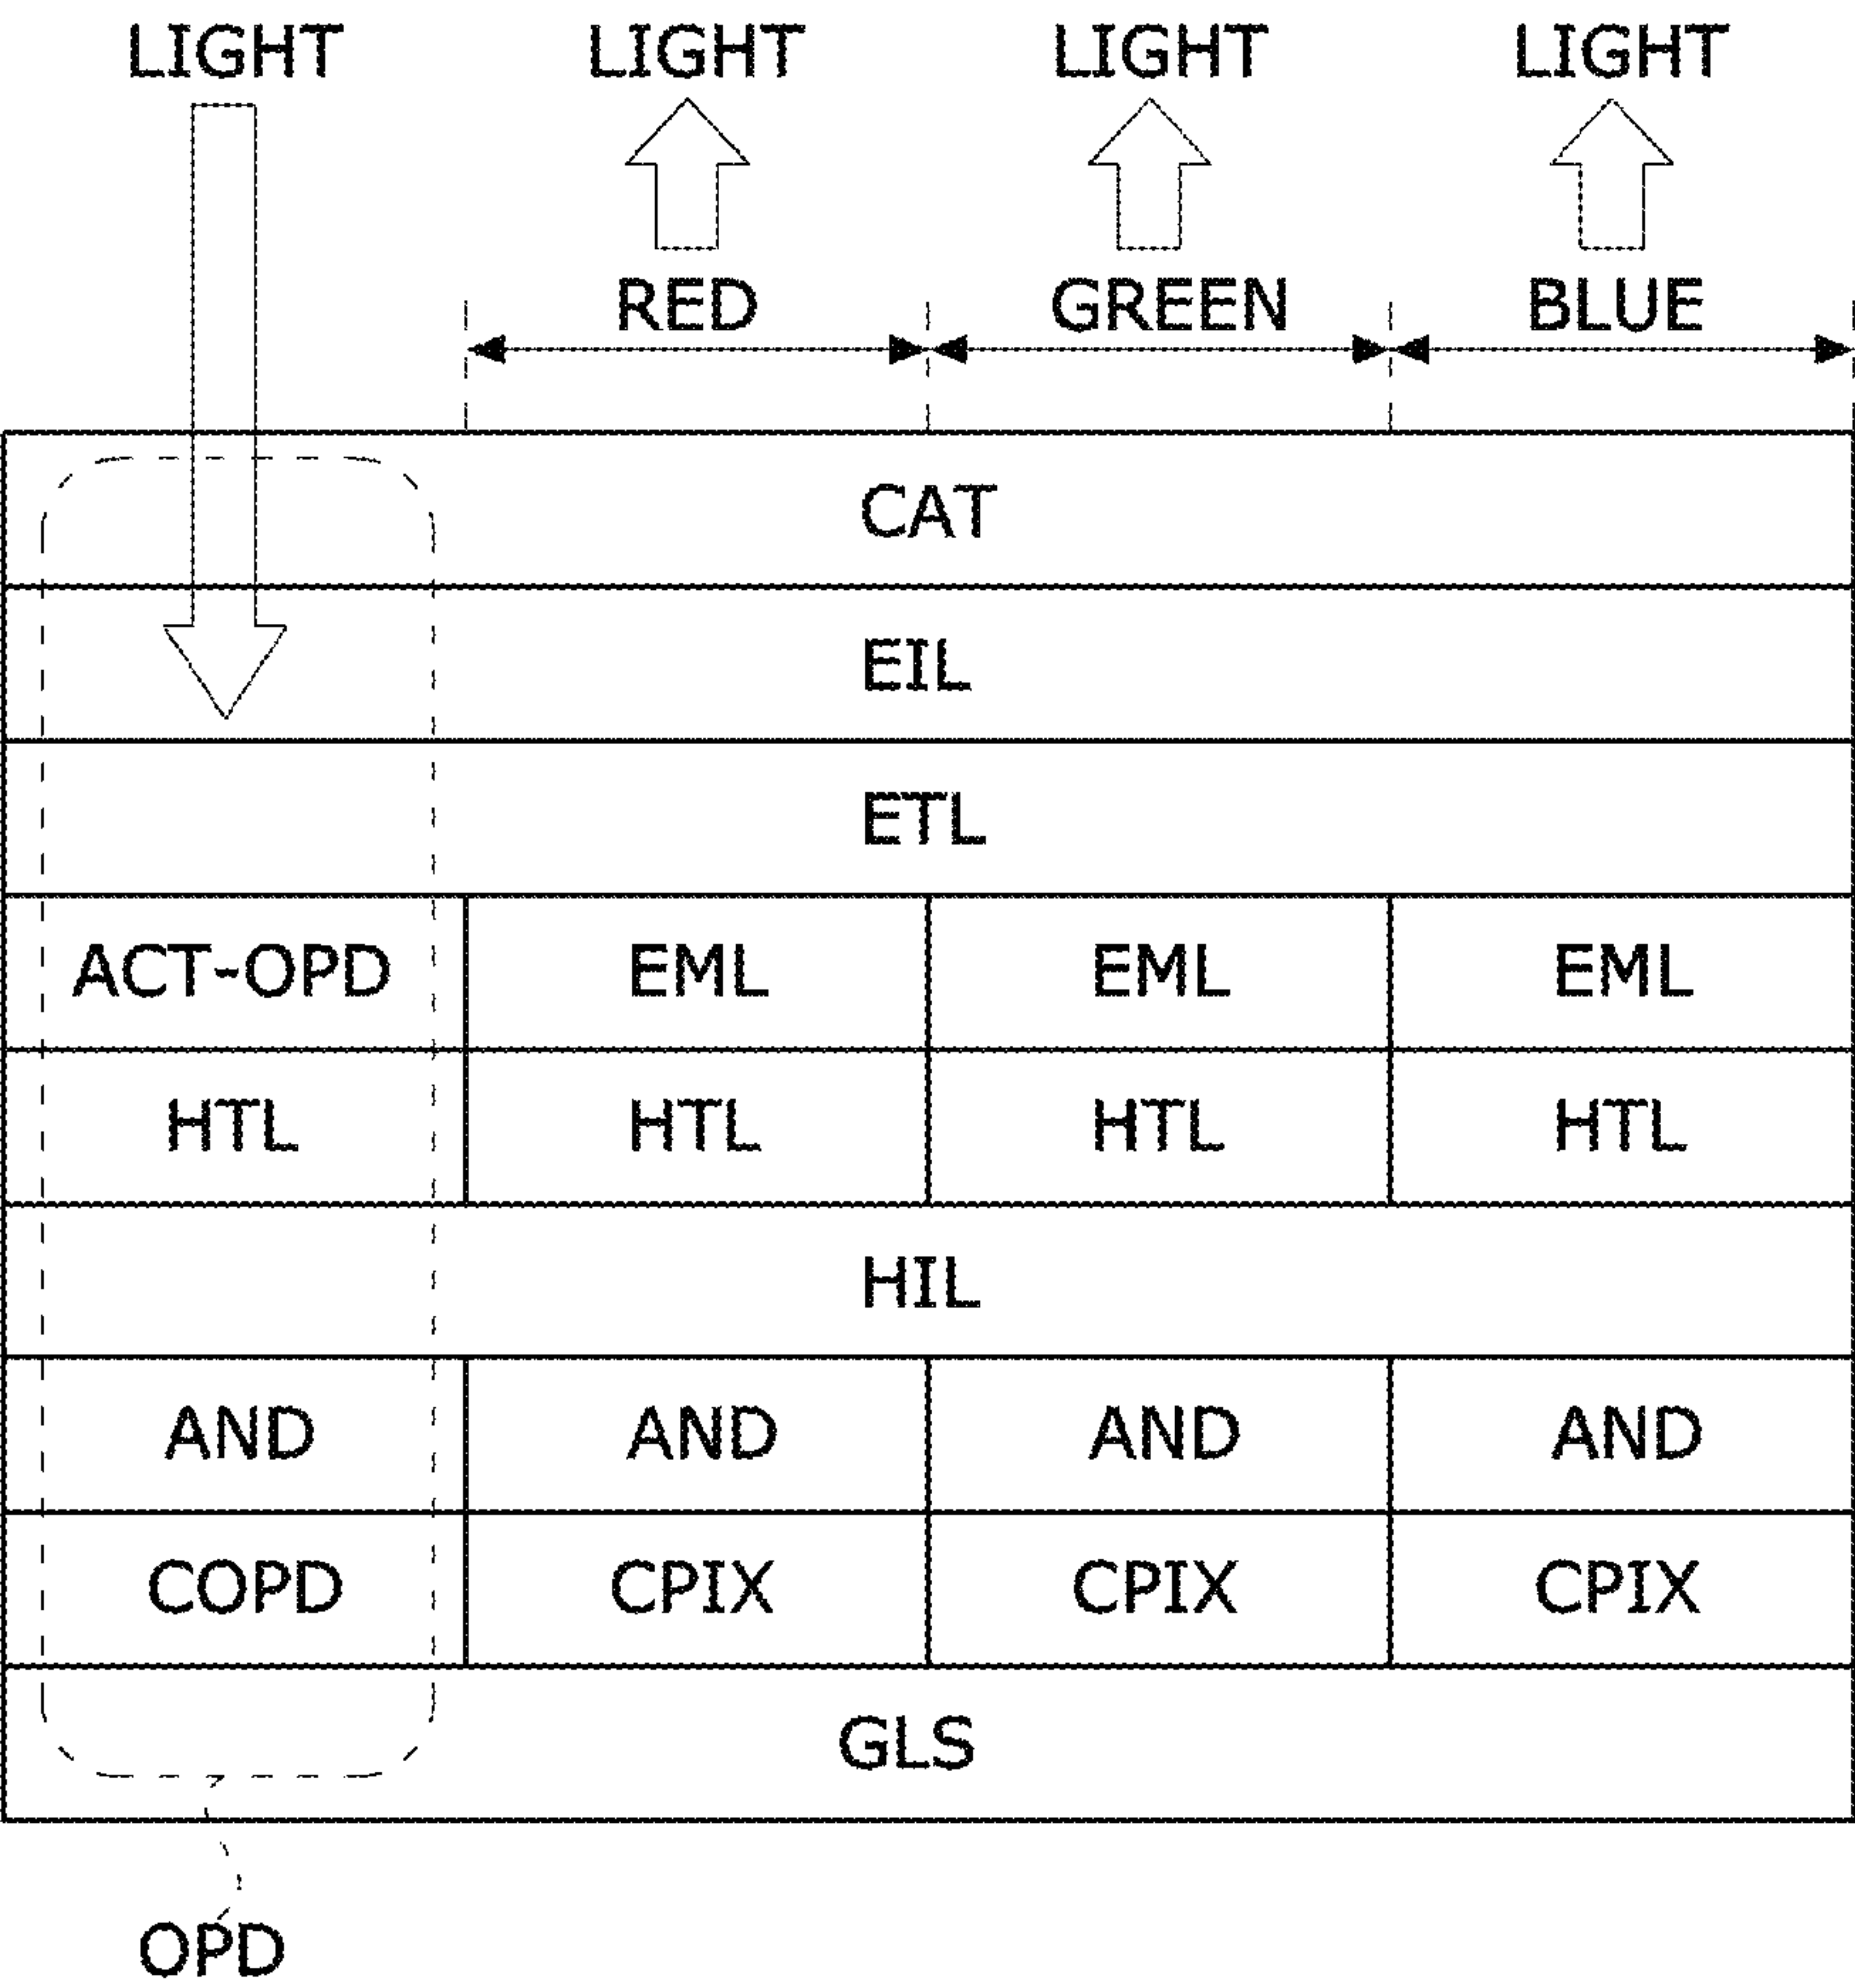 LIGHT LIGHT LIGHT LIGHT
RED GREEN BLUE
CAT
EIL
ETL
ACT-OPD EML EML EML
HTL HTL HTL HTL
HIL
AND AND AND AND
COPD CPIX CPIX CPIX
GLS
OPD